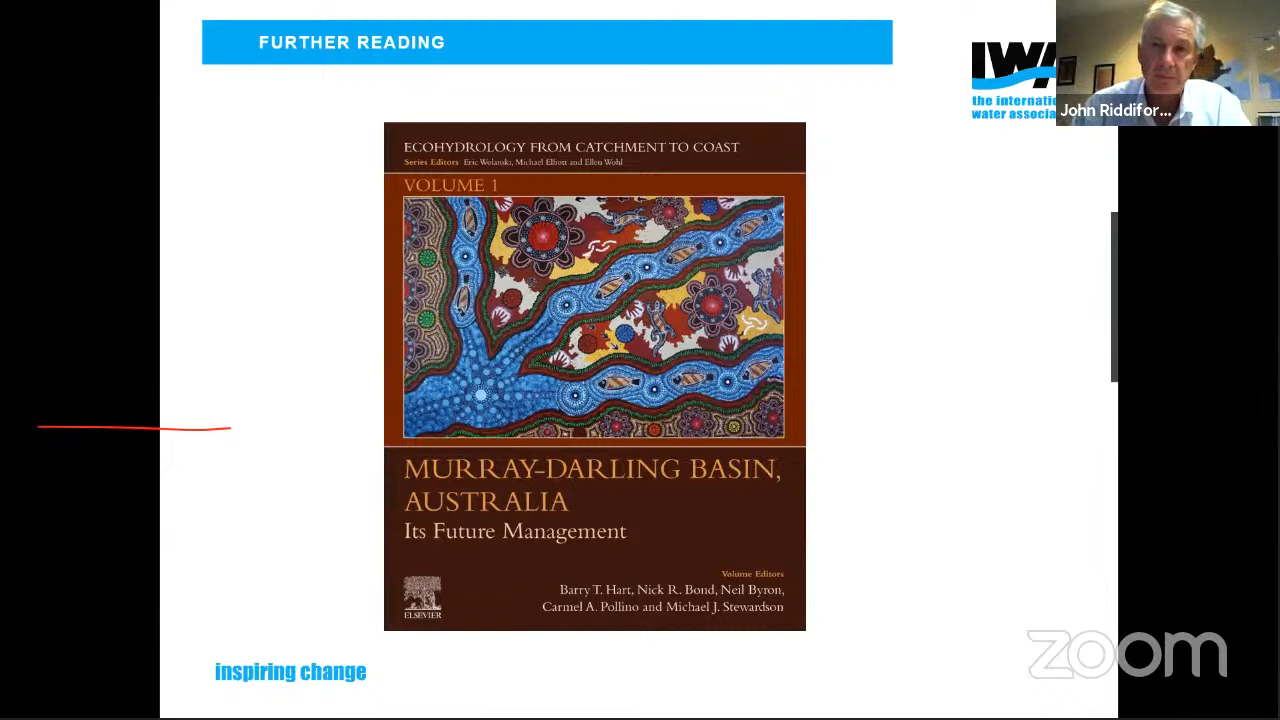 FURTHER READING
IWA
the internatio
water associa
John Riddifor...
ECOHYDROLOGY FROM CATCHMENT TO COAST
Series Editors Eric Wolanski, Michael Elliott and Ellen Wohl
VOLUME 1
MURRAY-DARLING BASIN,
AUSTRALIA
Its Future Management
Volume Editors
Barry T. Hart, Nick R. Bond, Neil Byron,
Carmel A. Pollino and Michael J. Stewardson
ELSEVIER
inspiring change
zoom